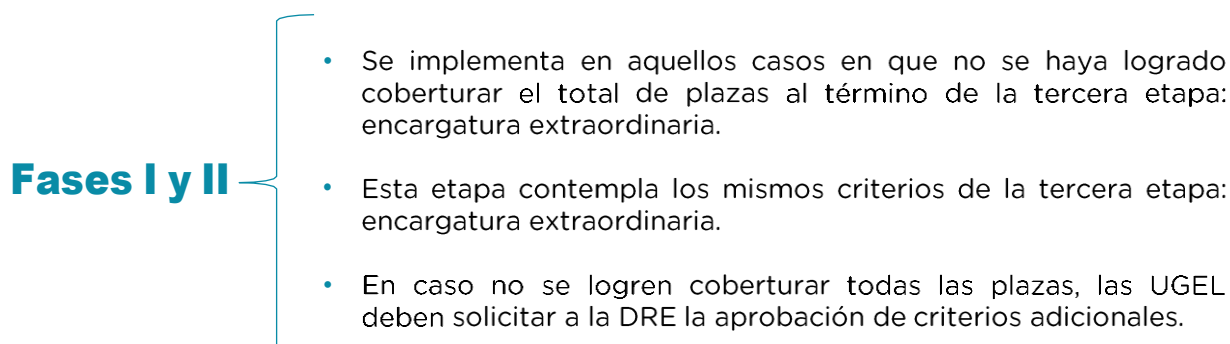 Fases I y II
• Se implementa en aquellos casos en que no se haya logrado
coberturar el total de plazas al término de la tercera etapa:
encargatura extraordinaria.
• Esta etapa contempla los mismos criterios de la tercera etapa:
encargatura extraordinaria.
• En caso no se logren coberturar todas las plazas, las UGEL
deben solicitar a la DRE la aprobación de criterios adicionales.